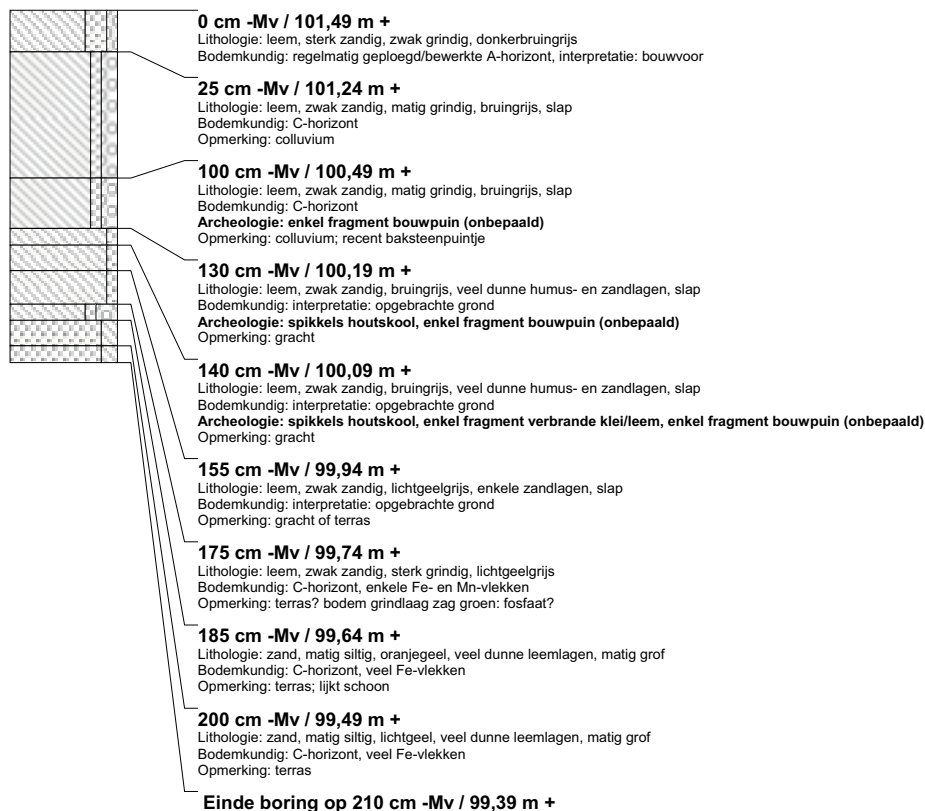 0 cm -Mv / 101,49 m +
Lithologie: leem, sterk zandig, zwak grindig, donkerbruingrijs
Bodemkundig: regelmatig geploegd/bewerkte A-horizont, interpretatie: bouwvoor
25 cm -Mv / 101,24 m +
Lithologie: leem, zwak zandig, matig grindig, bruingrijs, slap
Bodemkundig: C-horizont
Opmerking: colluvium
100 cm -Mv / 100,49 m +
Lithologie: leem, zwak zandig, matig grindig, bruingrijs, slap
Bodemkundig: C-horizont
Archeologie: enkel fragment bouwpuin (onbepaald)
Opmerking: colluvium; recent baksteenpuintje
130 cm -Mv / 100,19 m +
Lithologie: leem, zwak zandig, bruingrijs, veel dunne humus- en zandlagen, slap
Bodemkundig: interpretatie: opgebrachte grond
Archeologie: spikkels houtskool, enkel fragment bouwpuin (onbepaald)
Opmerking: gracht
140 cm -Mv / 100,09 m +
Lithologie: leem, zwak zandig, bruingrijs, veel dunne humus- en zandlagen, slap
Bodemkundig: interpretatie: opgebrachte grond
Archeologie: spikkels houtskool, enkel fragment verbrande klei/leem, enkel fragment bouwpuin (onbepaald)
Opmerking: gracht
155 cm -Mv / 99,94 m +
Lithologie: leem, zwak zandig, lichtgeelgrijs, enkele zandlagen, slap
Bodemkundig: interpretatie: opgebrachte grond
Opmerking: gracht of terras
175 cm -Mv / 99,74 m +
Lithologie: leem, zwak zandig, sterk grindig, lichtgeelgrijs
Bodemkundig: C-horizont, enkele Fe- en Mn-vlekken
Opmerking: terras? bodem grindlaag zag groen: fosfaat?
185 cm -Mv / 99,64 m +
Lithologie: zand, matig siltig, oranjegeel, veel dunne leemlagen, matig grof
Bodemkundig: C-horizont, veel Fe-vlekken
Opmerking: terras; lijkt schoon
200 cm -Mv / 99,49 m +
Lithologie: zand, matig siltig, lichtgeel, veel dunne leemlagen, matig grof
Bodemkundig: C-horizont, veel Fe-vlekken
Opmerking: terras
Einde boring op 210 cm -Mv / 99,39 m +